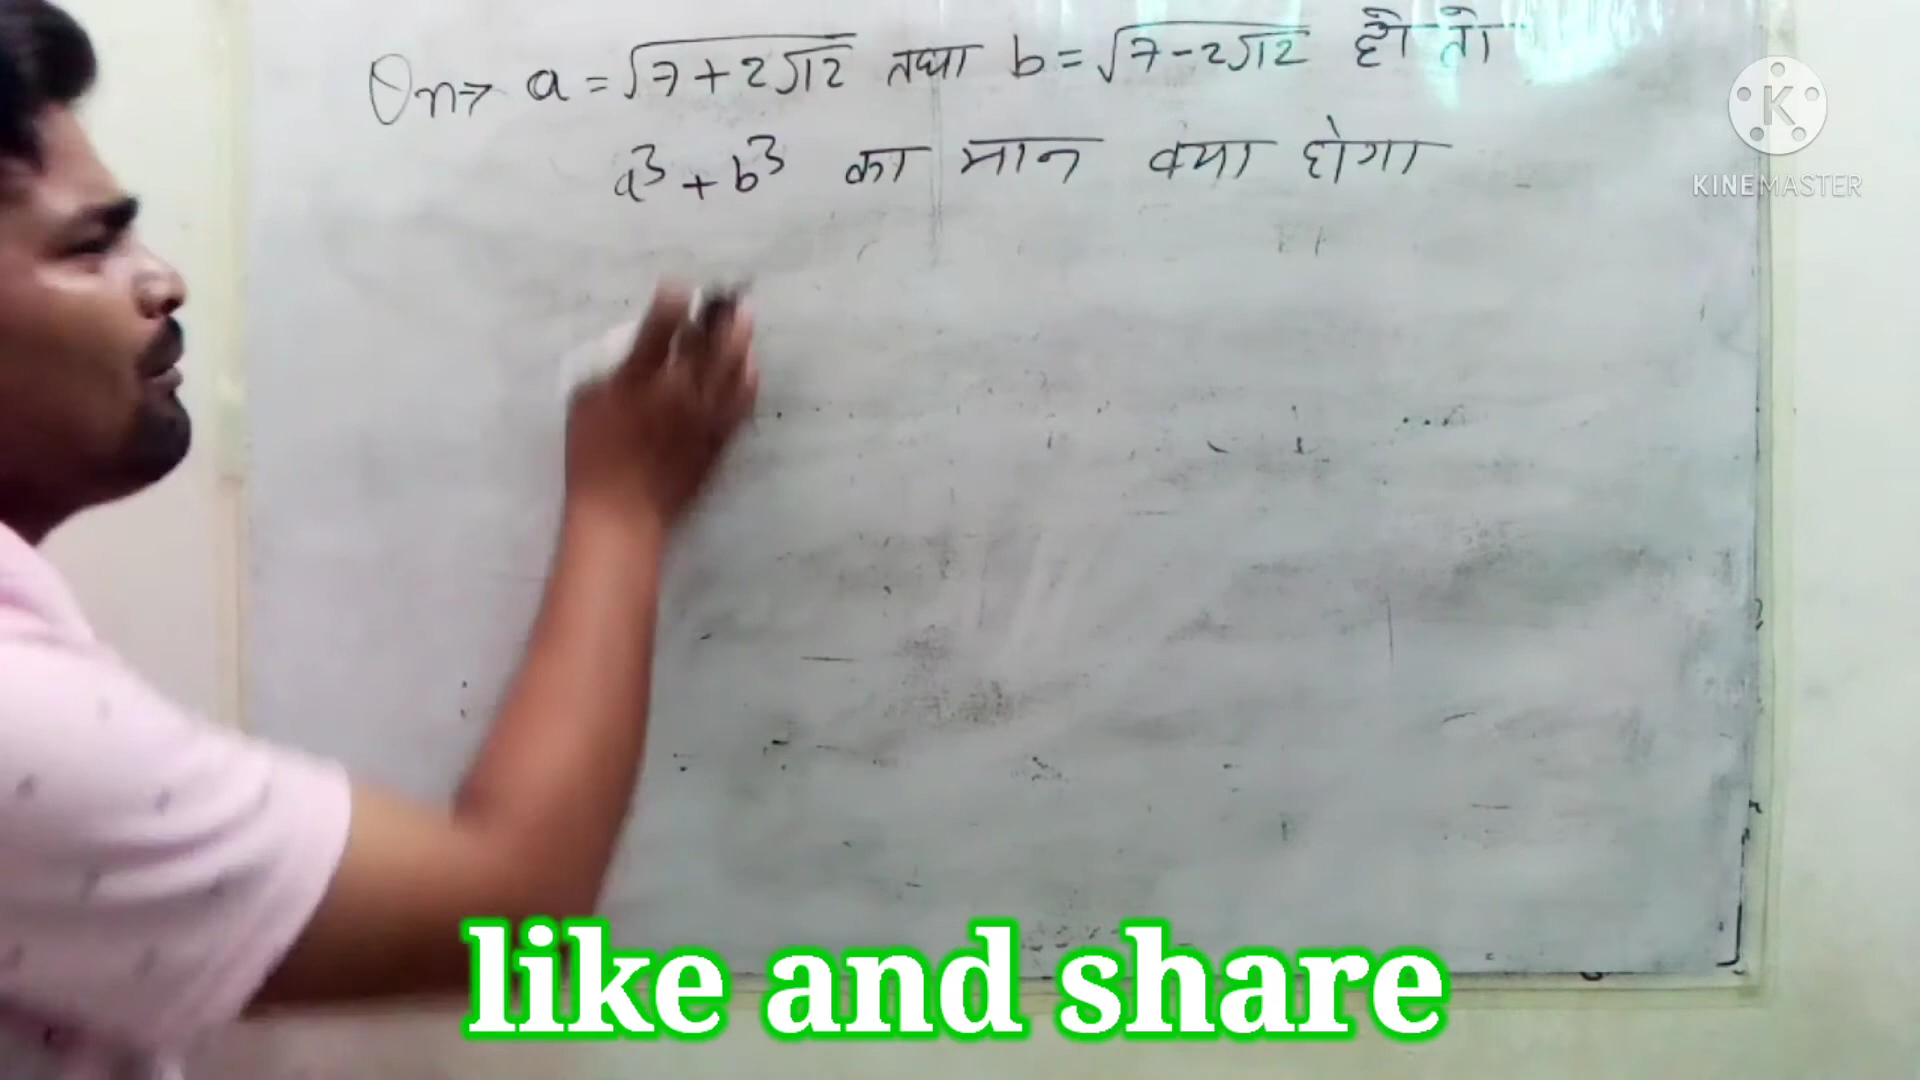 Qn⇒ a = √7+2√12 तथा b = √7-2√12 हो तो
a³ + b³ का मान क्या होगा
K
KINEMASTER
like and share